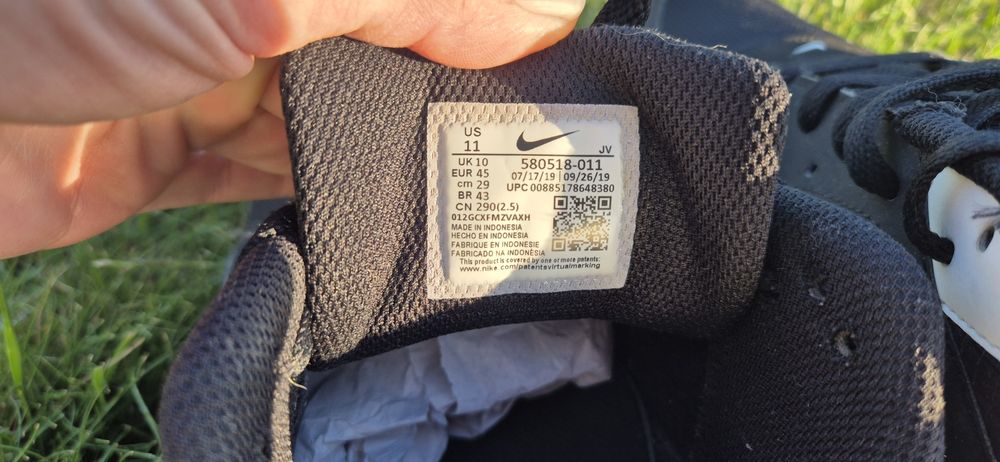 US
11
JV
UK 10
580518-011
EUR 45
07/17/19 | 09/26/19
cm 29
UPC 00885178648380
BR 43
CN 290(2.5)
012GCXFMZVAXH
MADE IN INDONESIA
HECHO EN INDONESIA
FABRIQUE EN INDONESIE
FABRICADO NA INDONÉSIA
This product is covered by one or more patents:
www.nike.com/patentsvirtualmarking